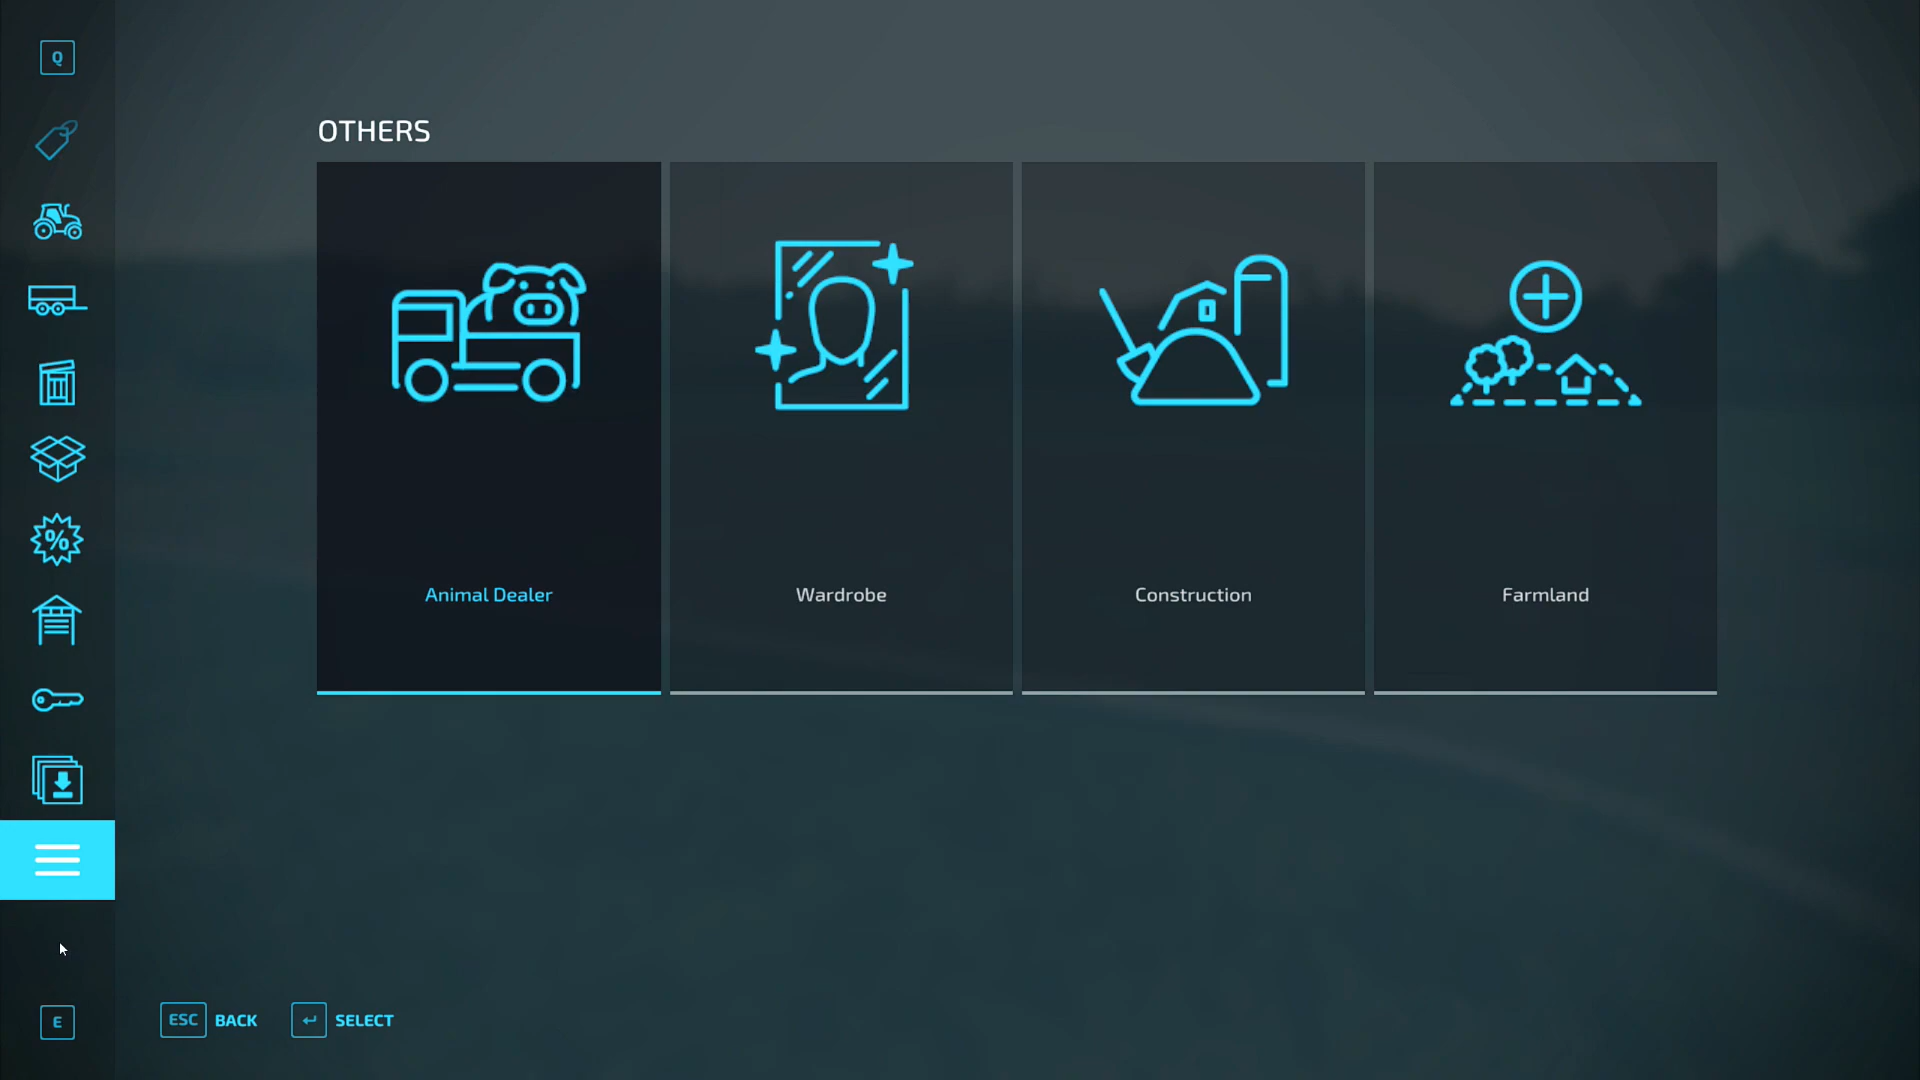 Q
OTHERS
%
Animal Dealer
Wardrobe
Construction
Farmland
E
ESC BACK
SELECT